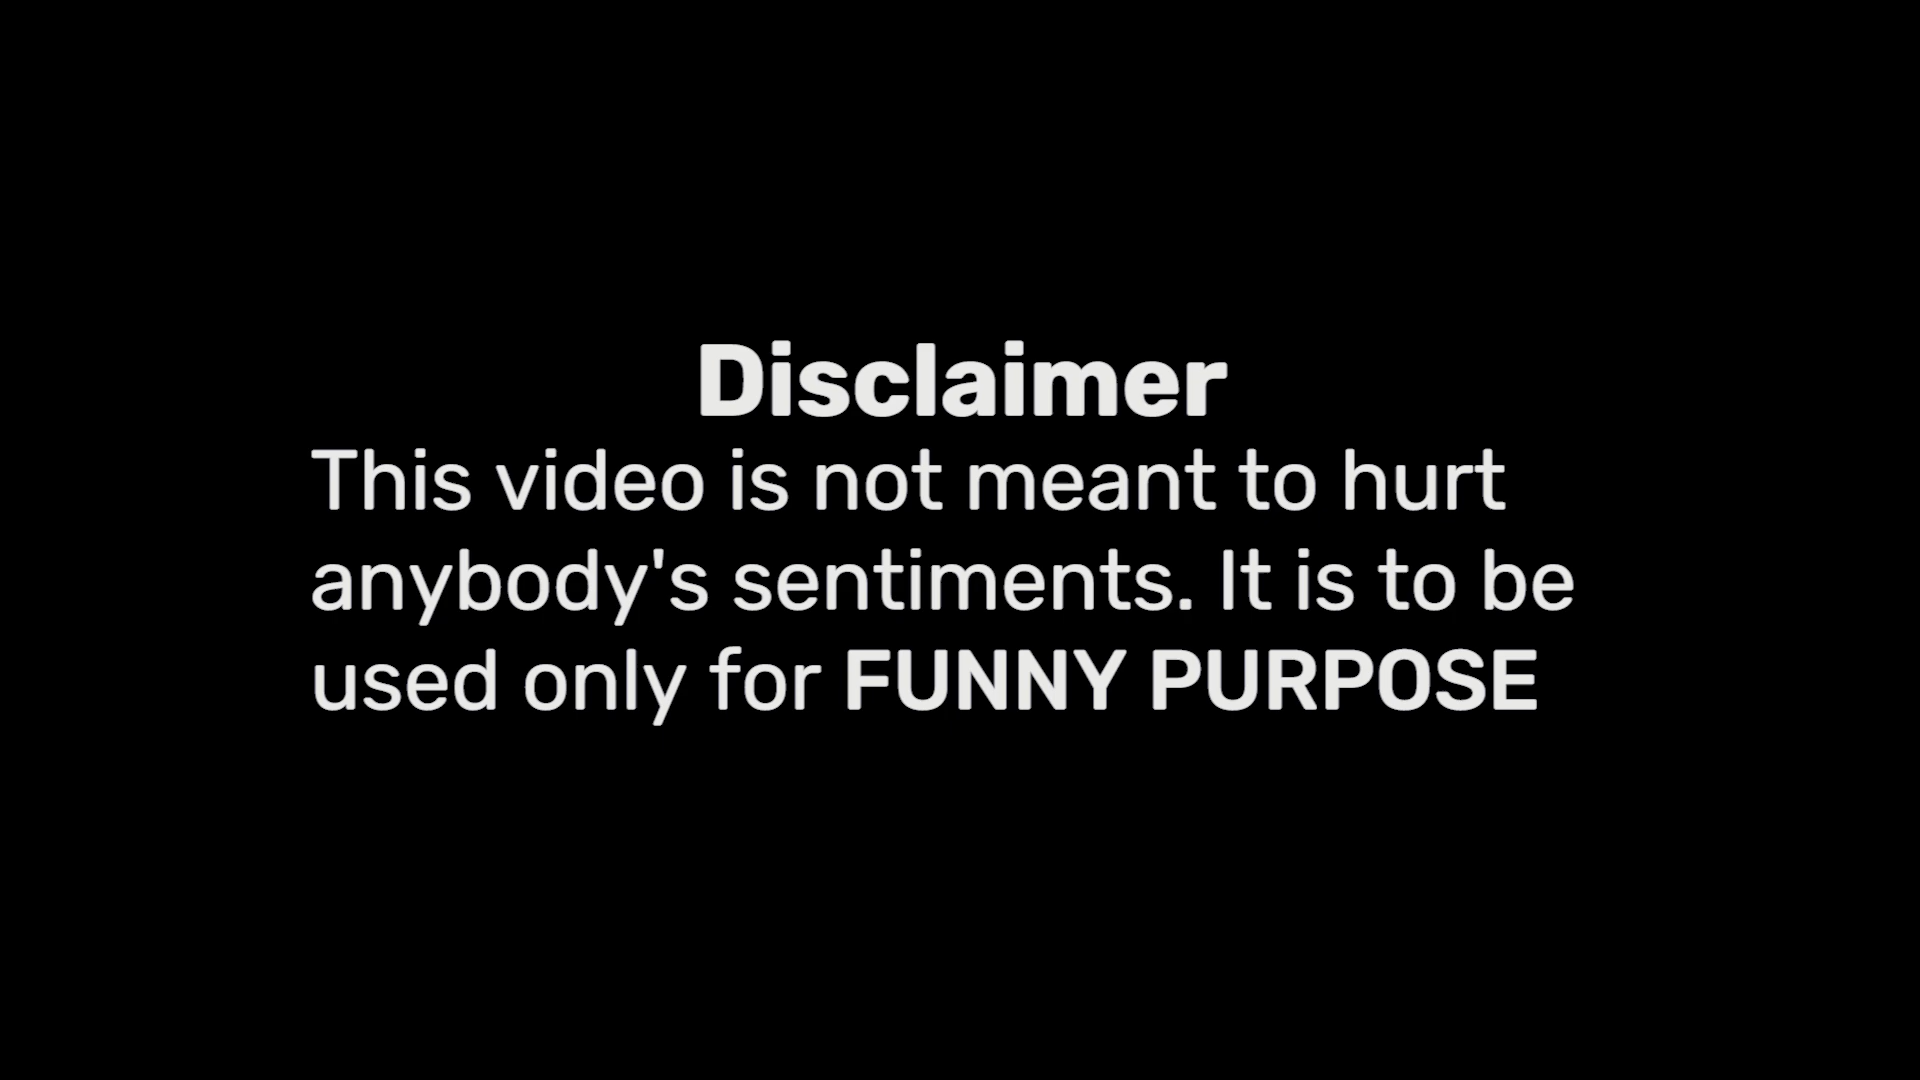 Disclaimer
This video is not meant to hurt
anybody's sentiments. It is to be
used only for FUNNY PURPOSE